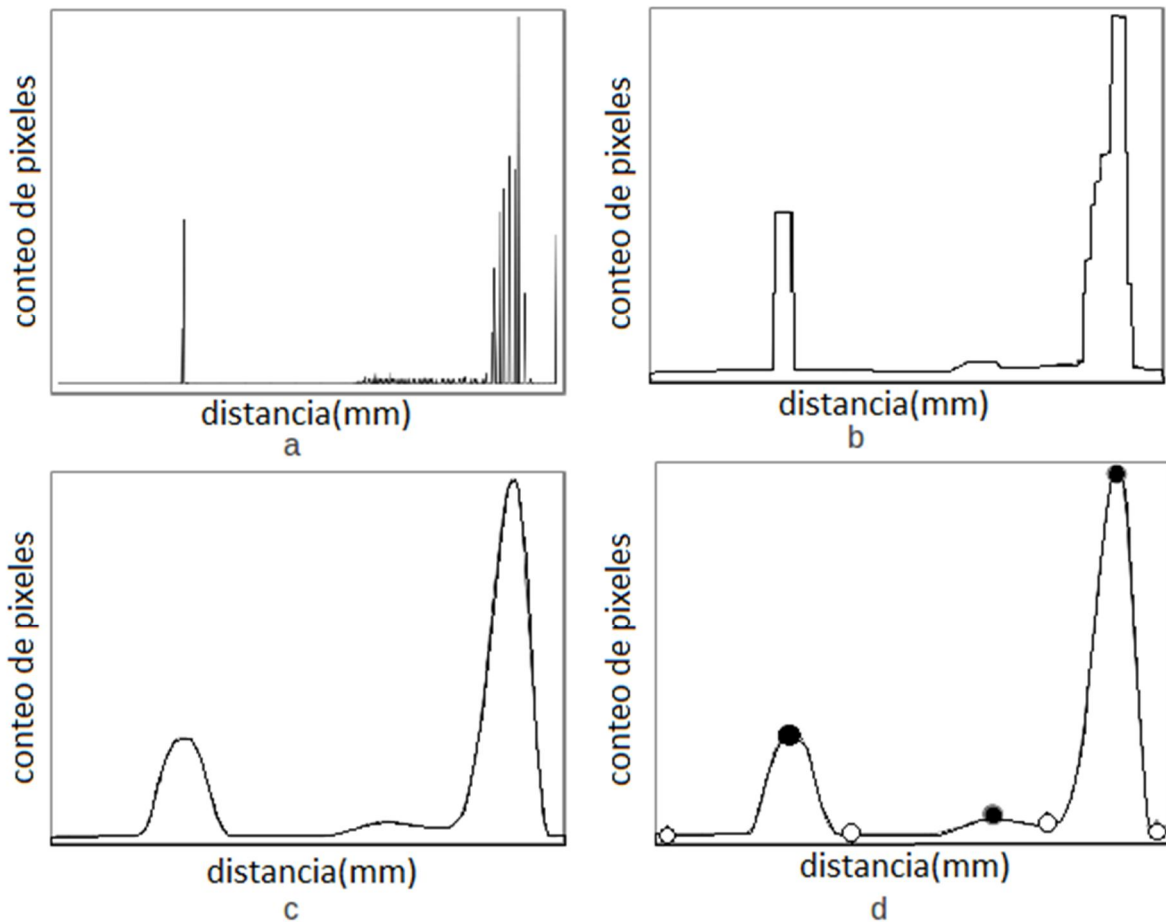 conteo de pixeles
distancia(mm)
a
conteo de pixeles
distancia(mm)
b
conteo de pixeles
distancia(mm)
c
conteo de pixeles
distancia(mm)
d